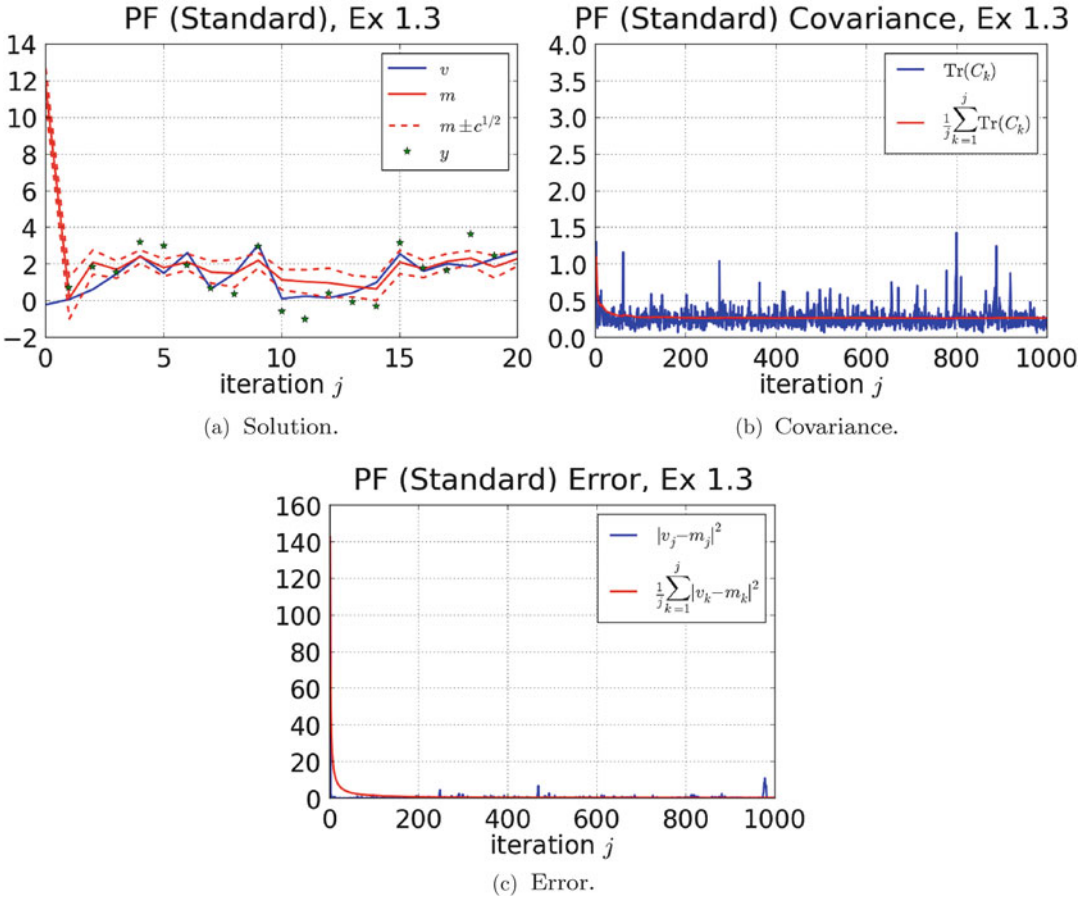 PF (Standard), Ex 1.3
14
12
10
8
6
4
2
0
−2
0
5
10
15
20
v
m
m ± c^{1/2}
y
iteration j
(a) Solution.
PF (Standard) Covariance, Ex 1.3
4.0
3.5
3.0
2.5
2.0
1.5
1.0
0.5
0.0
0
200
400
600
800
1000
Tr(C_k)
\frac{1}{j}\sum_{k=1}^{j} Tr(C_k)
iteration j
(b) Covariance.
PF (Standard) Error, Ex 1.3
160
140
120
100
80
60
40
20
0
0
200
400
600
800
1000
|v_j−m_j|^2
\frac{1}{j}\sum_{k=1}^{j} |v_k−m_k|^2
iteration j
(c) Error.